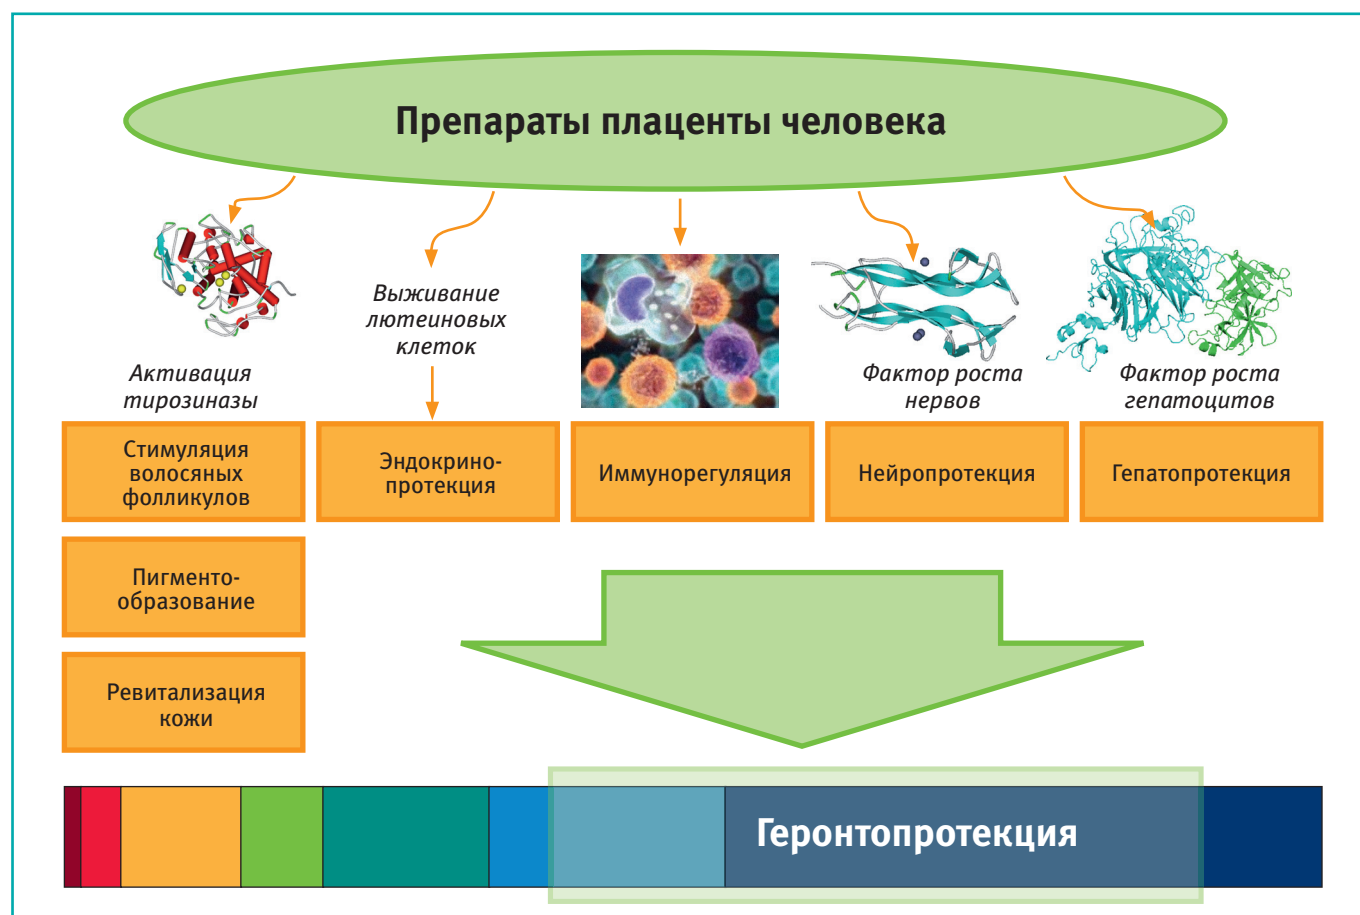 Препараты плаценты человека
Активация
тирозиназы
Выживание
лютеиновых
клеток
Фактор роста
нервов
Фактор роста
гепатоцитов
Стимуляция
волосяных
фолликулов
Эндокрино-
протекция
Иммунорегуляция
Нейропротекция
Гепатопротекция
Пигменто-
образование
Ревитализация
кожи
Геронтопротекция